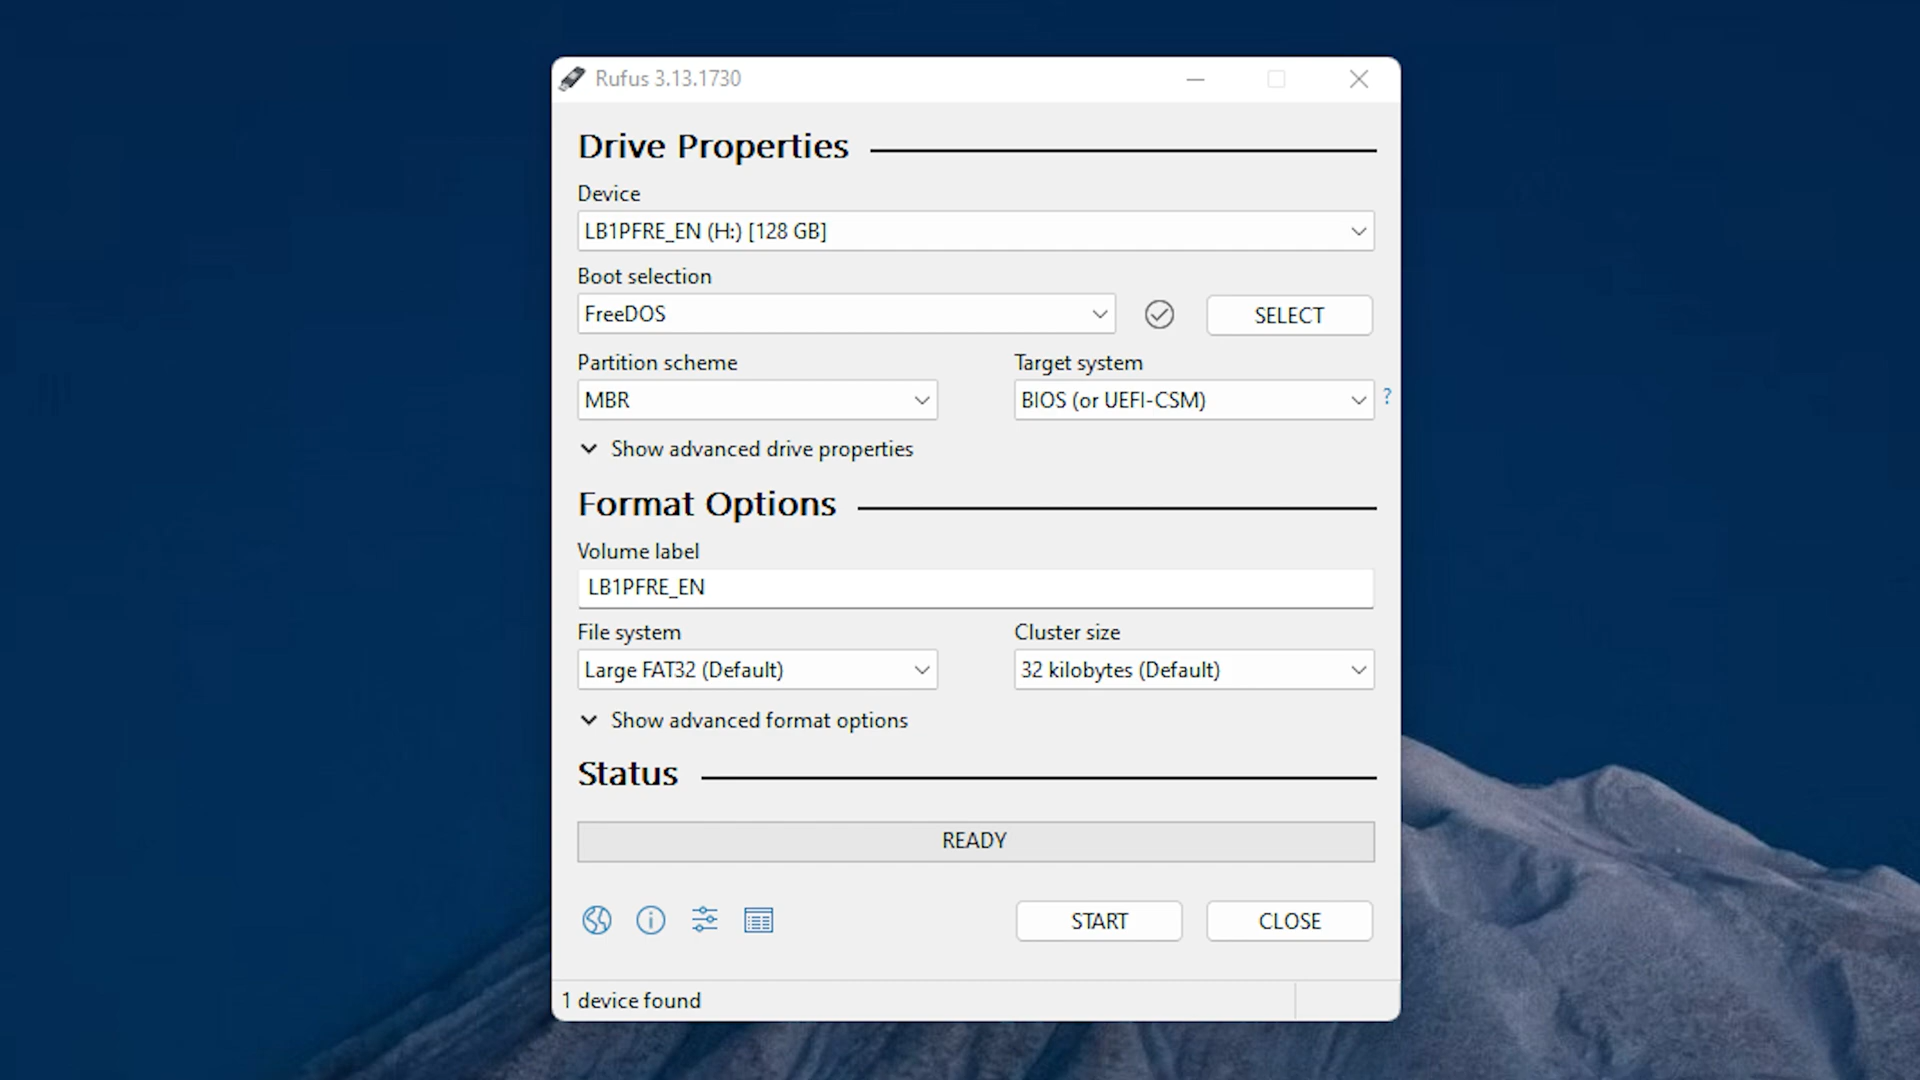 Rufus 3.13.1730
Drive Properties
Device
LB1PFRE_EN (H:) [128 GB]
Boot selection
FreeDOS
SELECT
Partition scheme
Target system
MBR
BIOS (or UEFI-CSM)
?
Show advanced drive properties
Format Options
Volume label
LB1PFRE_EN
File system
Cluster size
Large FAT32 (Default)
32 kilobytes (Default)
Show advanced format options
Status
READY
START
CLOSE
1 device found